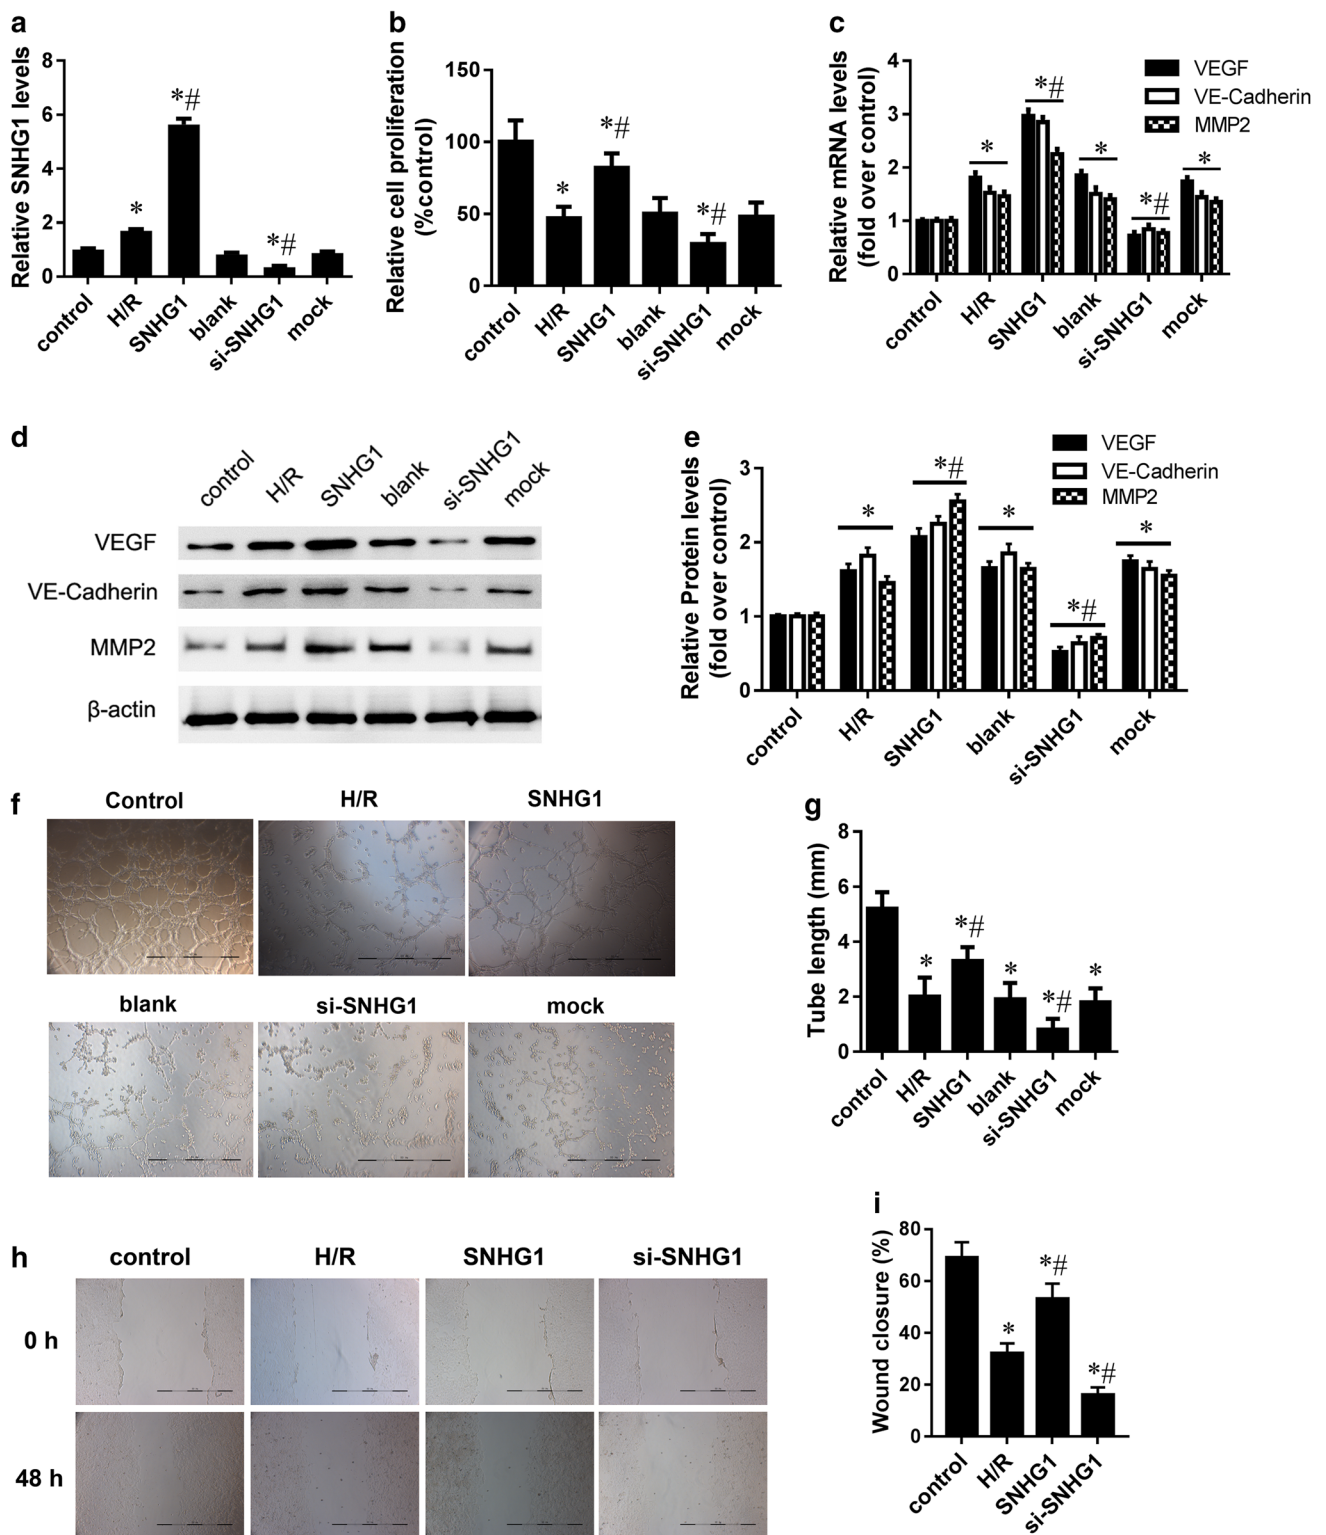 a
Relative SNHG1 levels
8
6
4
2
0
*
*#
*#
control
H/R
SNHG1
blank
si-SNHG1
mock
b
Relative cell proliferation
(%control)
150
100
50
0
*
*#
*#
control
H/R
SNHG1
blank
si-SNHG1
mock
c
Relative mRNA levels
(fold over control)
4
3
2
1
0
*
*#
*
*#
*
VEGF
VE-Cadherin
MMP2
control
H/R
SNHG1
blank
si-SNHG1
mock
d
control
H/R
SNHG1
blank
si-SNHG1
mock
VEGF
VE-Cadherin
MMP2
β-actin
e
Relative Protein levels
(fold over control)
3
2
1
0
*
*#
*
*#
*
VEGF
VE-Cadherin
MMP2
control
H/R
SNHG1
blank
si-SNHG1
mock
f
Control
H/R
SNHG1
blank
si-SNHG1
mock
g
Tube length (mm)
8
6
4
2
0
*
*#
*
*#
*
control
H/R
SNHG1
blank
si-SNHG1
mock
h
control
H/R
SNHG1
si-SNHG1
0 h
48 h
i
Wound closure (%)
80
60
40
20
0
*
*#
*#
control
H/R
SNHG1
si-SNHG1